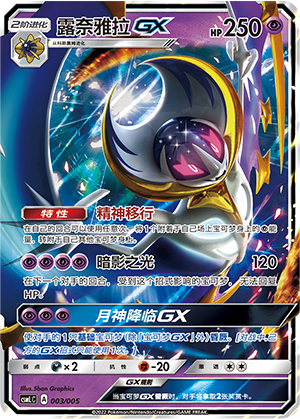 2阶进化
露奈雅拉GX
HP 250
从科斯莫姆进化
特性 精神移行
在自己的回合可以使用任意次。将1个附着于自己场上宝可梦身上的能量,转附于自己其他宝可梦身上。
暗影之光 120
在下一个对手的回合,受到这个招式影响的宝可梦,无法回复HP。
月神降临GX
使对手的1只基础宝可梦(除「宝可梦GX」外)昏厥。[对战中,己方的GX招式只能使用1次。]
弱点 ×2 抵抗力 -20 撤退
GX规则
Illus. 5ban Graphics
csmLC A 003/005
当宝可梦GX昏厥时,对手将拿取2张奖赏卡。
©2022 Pokémon/Nintendo/Creatures/GAME FREAK